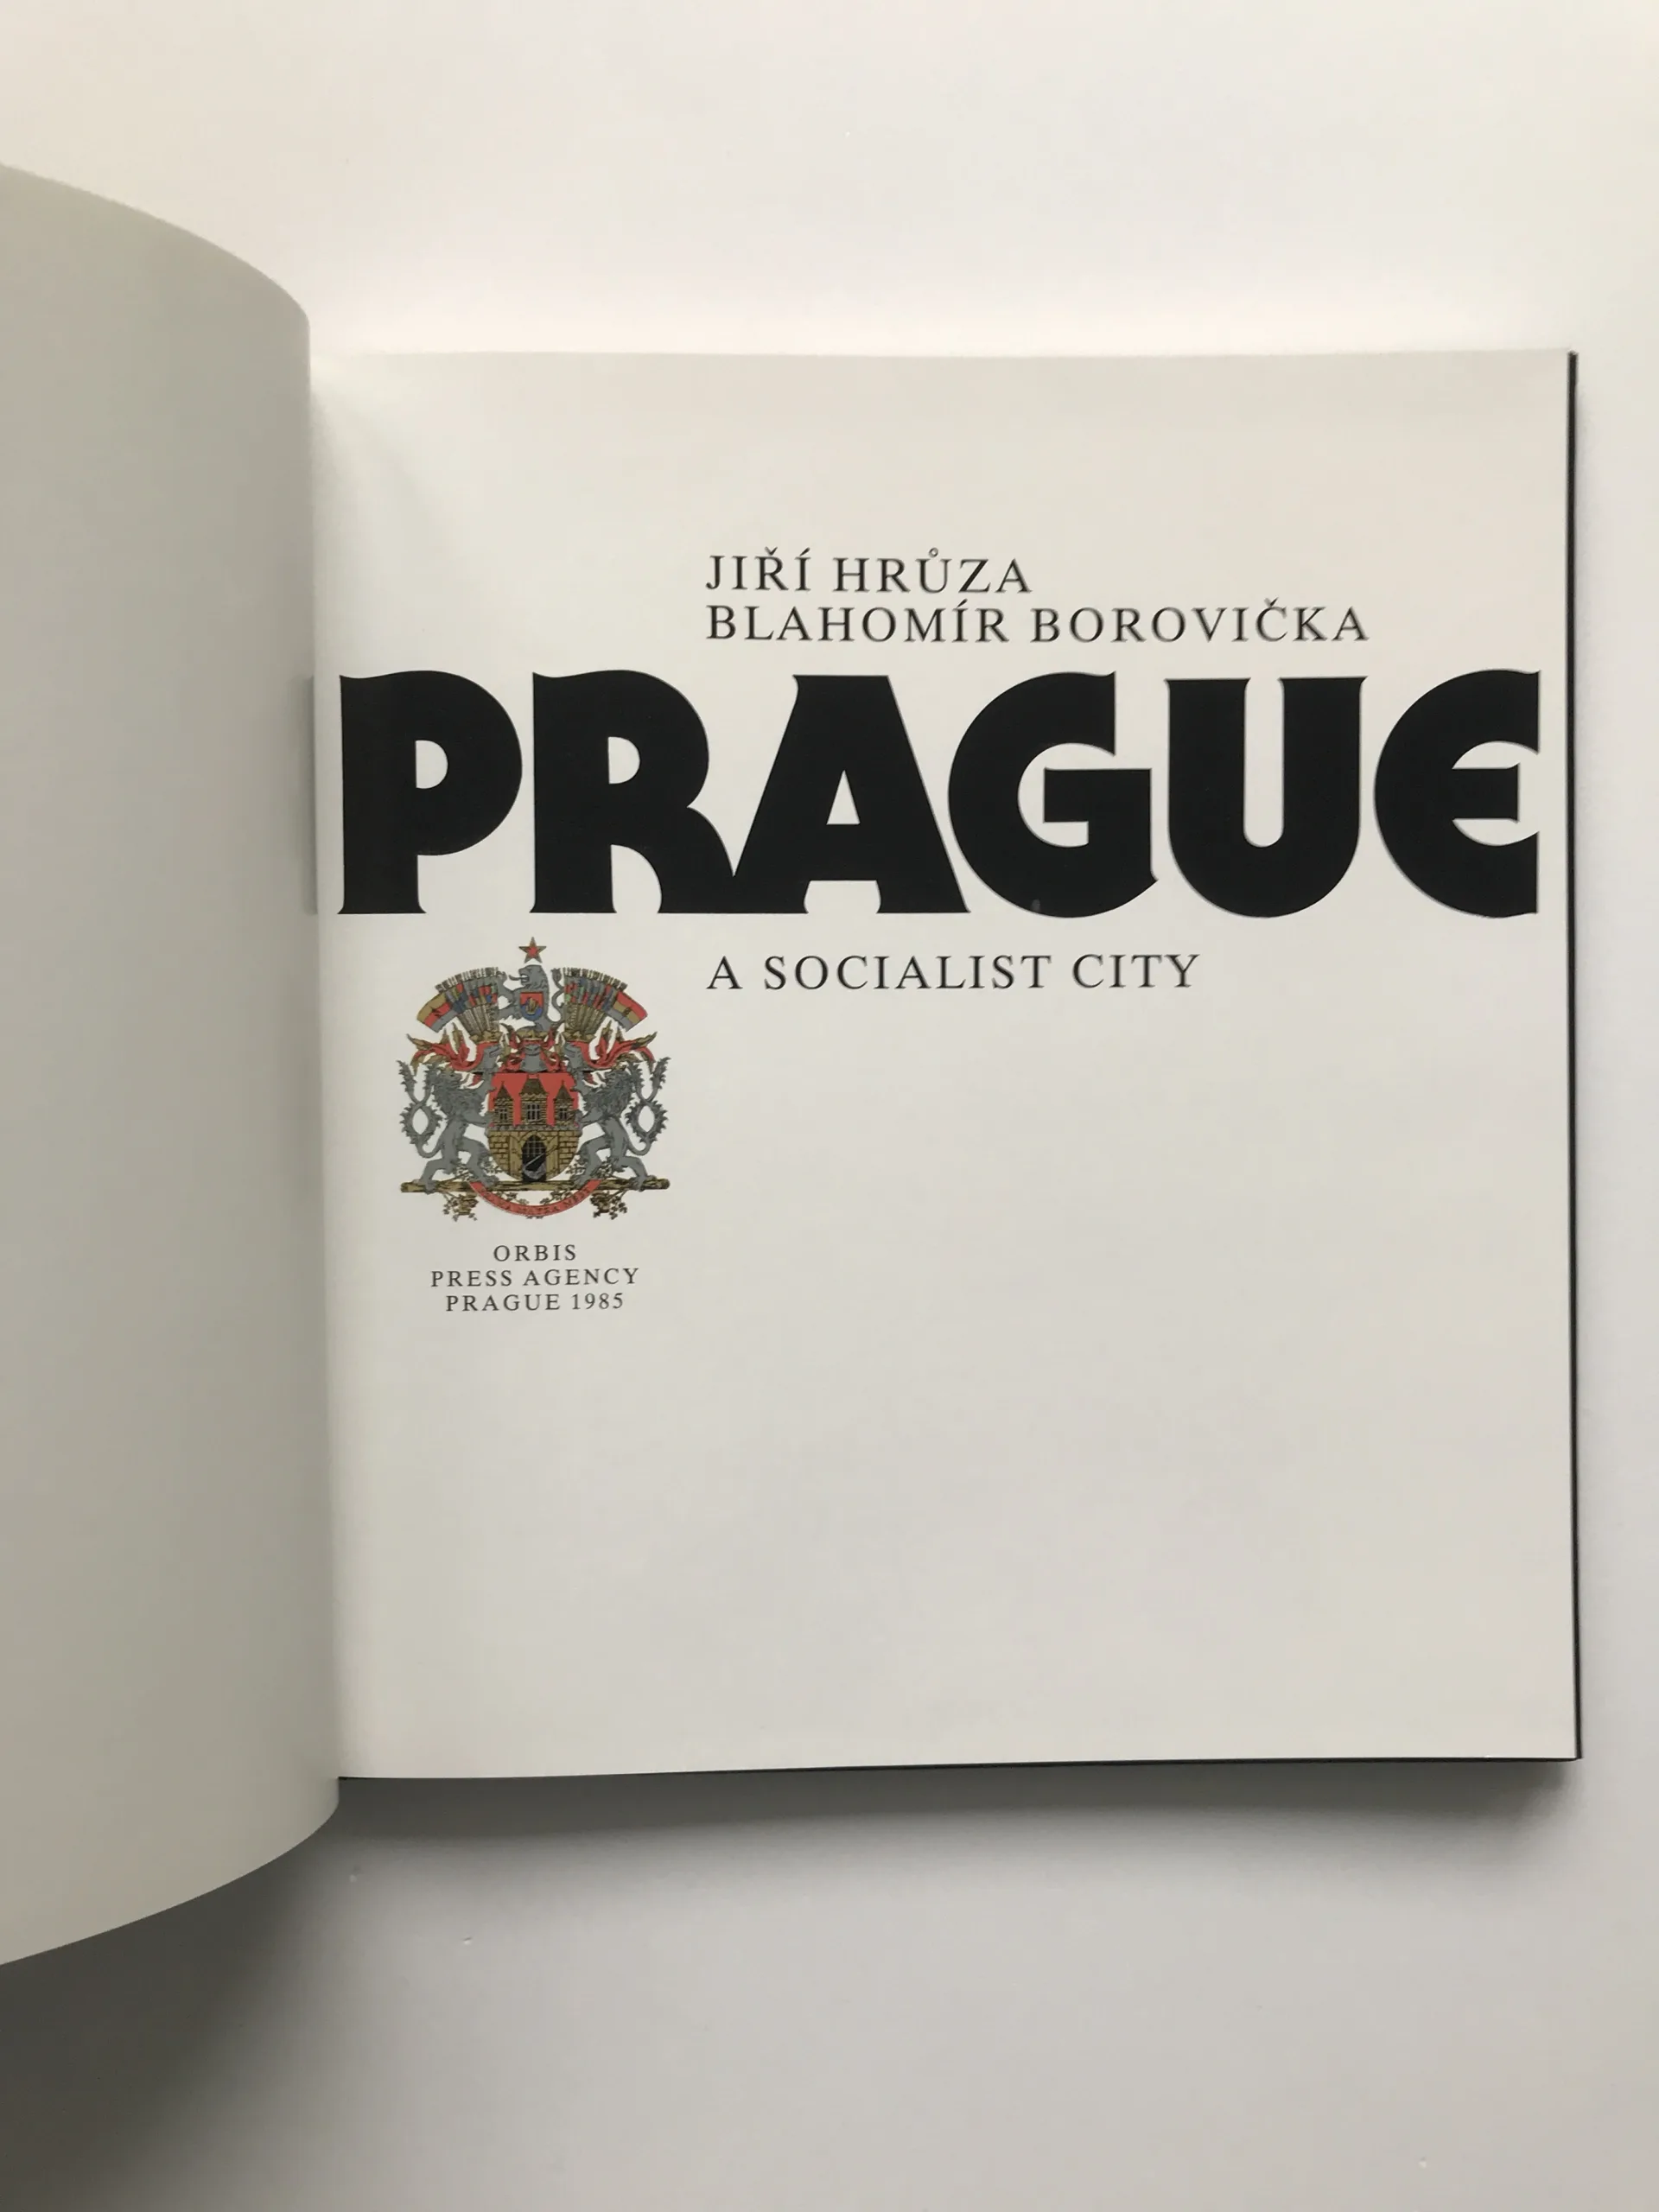 JIŘÍ HRŮZA
BLAHOMÍR BOROVIČKA
PRAGUE
A SOCIALIST CITY
ORBIS
PRESS AGENCY
PRAGUE 1985